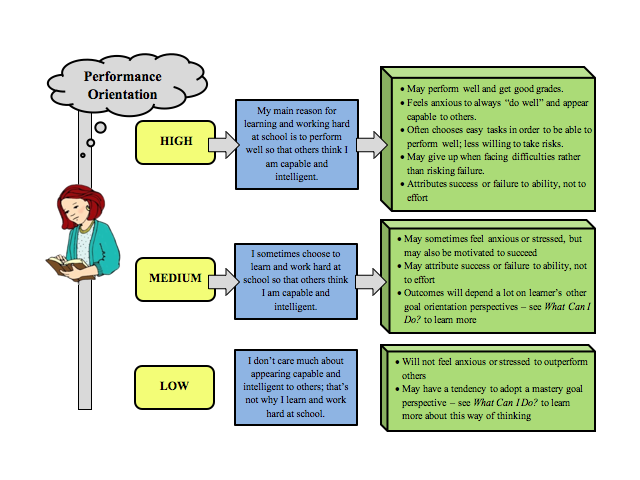 Performance
Orientation
HIGH
My main reason for
learning and working hard
at school is to perform
well so that others think I
am capable and
intelligent.
• May perform well and get good grades.
• Feels anxious to always “do well” and appear
capable to others.
• Often chooses easy tasks in order to be able to
perform well; less willing to take risks.
• May give up when facing difficulties rather
than risking failure.
• Attributes success or failure to ability, not to
effort
MEDIUM
I sometimes choose to
learn and work hard at
school so that others think
I am capable and
intelligent.
• May sometimes feel anxious or stressed, but
may also be motivated to succeed
• May attribute success or failure to ability, not
to effort
• Outcomes will depend a lot on learner’s other
goal orientation perspectives – see What Can I
Do? to learn more
LOW
I don’t care much about
appearing capable and
intelligent to others; that’s
not why I learn and work
hard at school.
• Will not feel anxious or stressed to outperform
others
• May have a tendency to adopt a mastery goal
perspective – see What Can I Do? to learn
more about this way of thinking